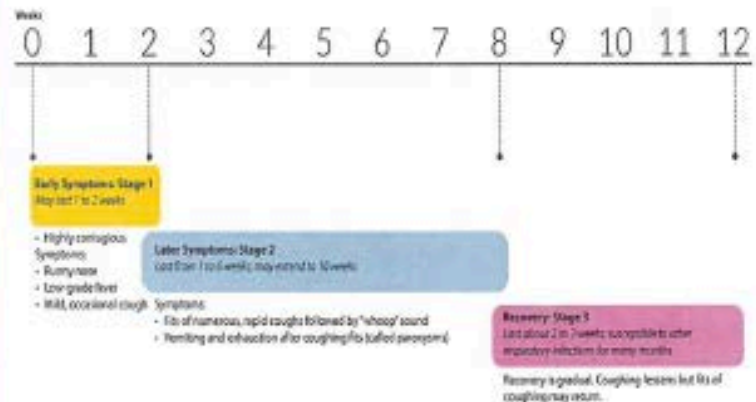 Weeks
0 1 2 3 4 5 6 7 8 9 10 11 12
Early Symptoms: Stage 1
May last 1 to 2 weeks
• Highly contagious
Symptoms:
• Runny nose
• Low-grade fever
• Mild, occasional cough
Later Symptoms: Stage 2
Last from 1 to 6 weeks; may extend to 10 weeks
Symptoms:
• Fits of numerous, rapid coughs followed by "whoop" sound
• Vomiting and exhaustion after coughing fits (called paroxysms)
Recovery: Stage 3
Last about 2 to 3 weeks; susceptible to other
respiratory infections for many months
Recovery is gradual. Coughing lessens but fits of
coughing may return.